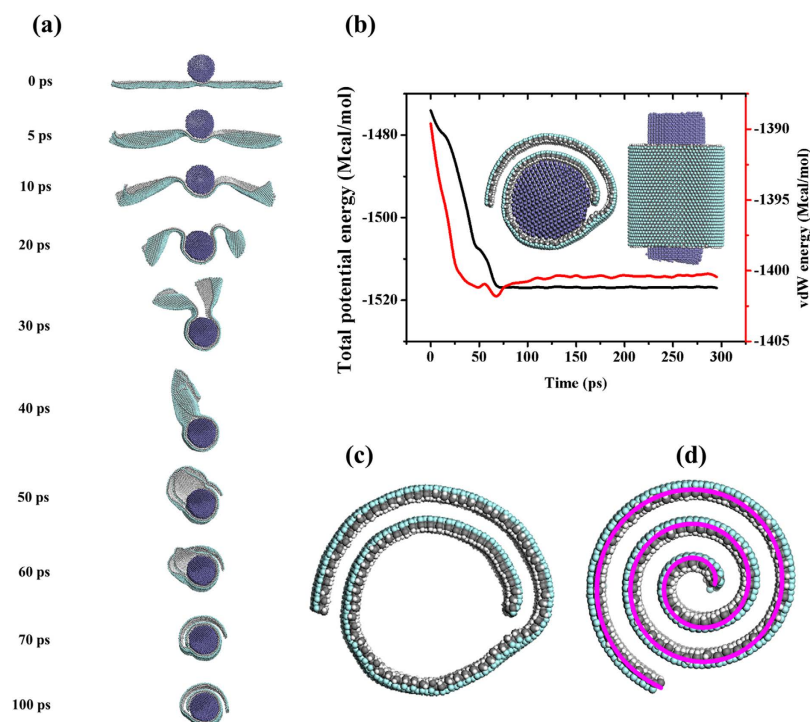 (a)
0 ps
5 ps
10 ps
20 ps
30 ps
40 ps
50 ps
60 ps
70 ps
100 ps
(b)
Total potential energy (Mcal/mol)
-1480
-1500
-1520
0 50 100 150 200 250 300
Time (ps)
-1390
-1395
-1400
-1405
vdW energy (Mcal/mol)
(c)
(d)